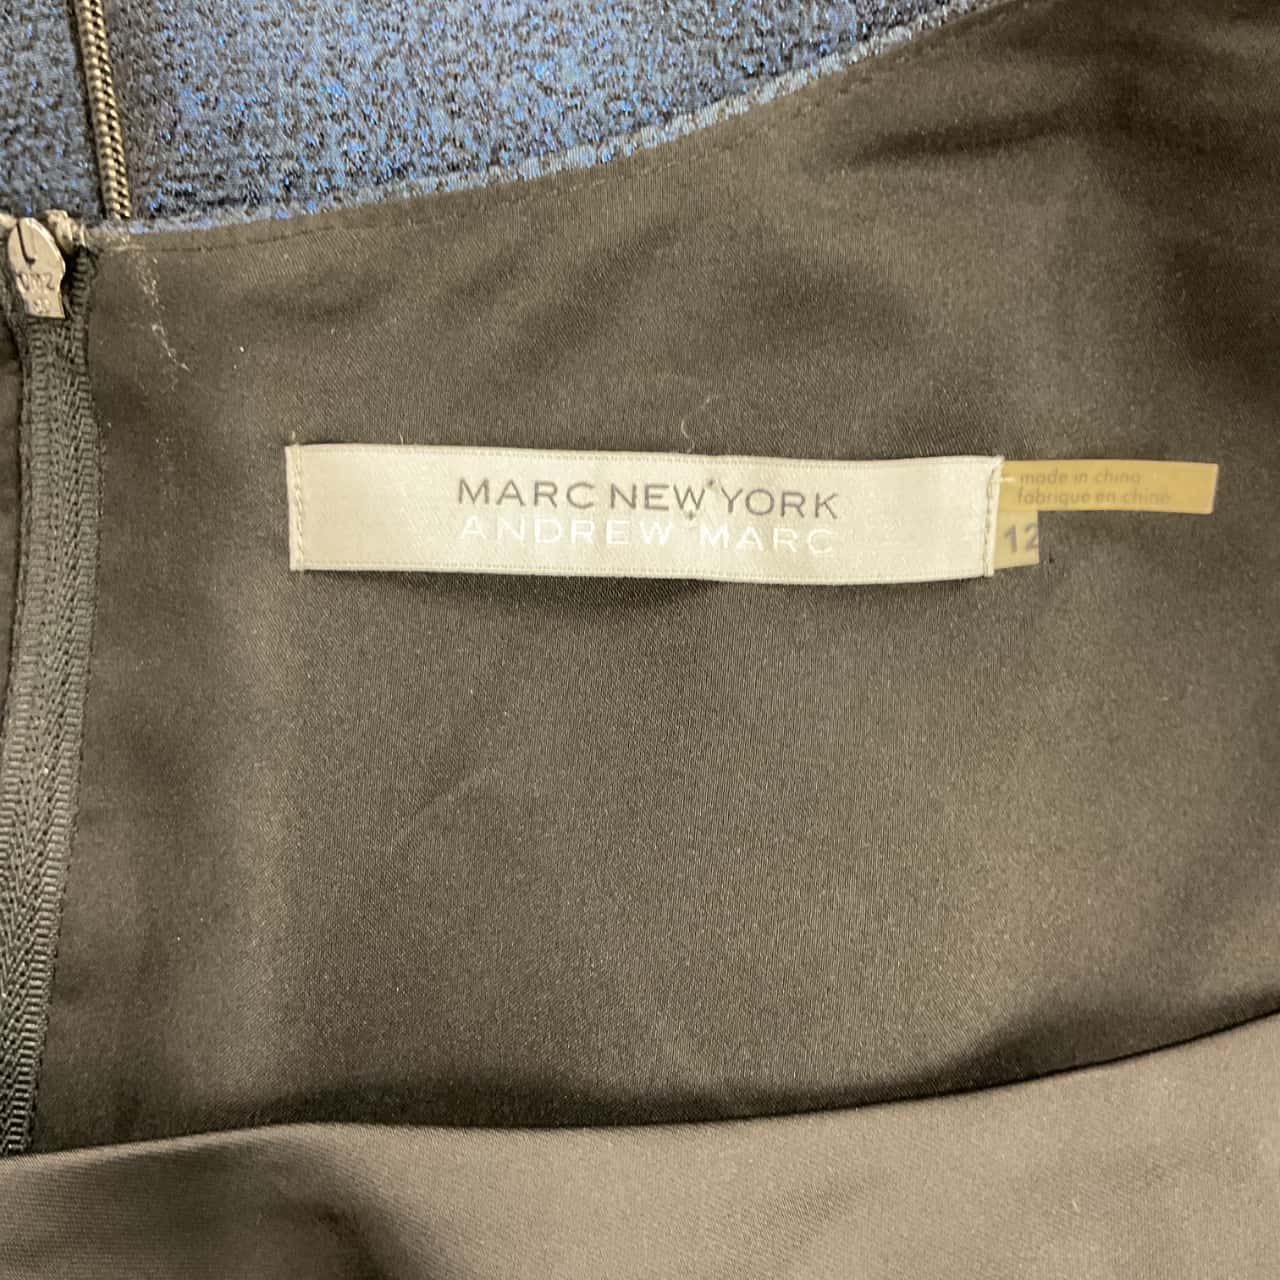 MARC NEW YORK
ANDREW MARC
made in china
fabrique en chine
12